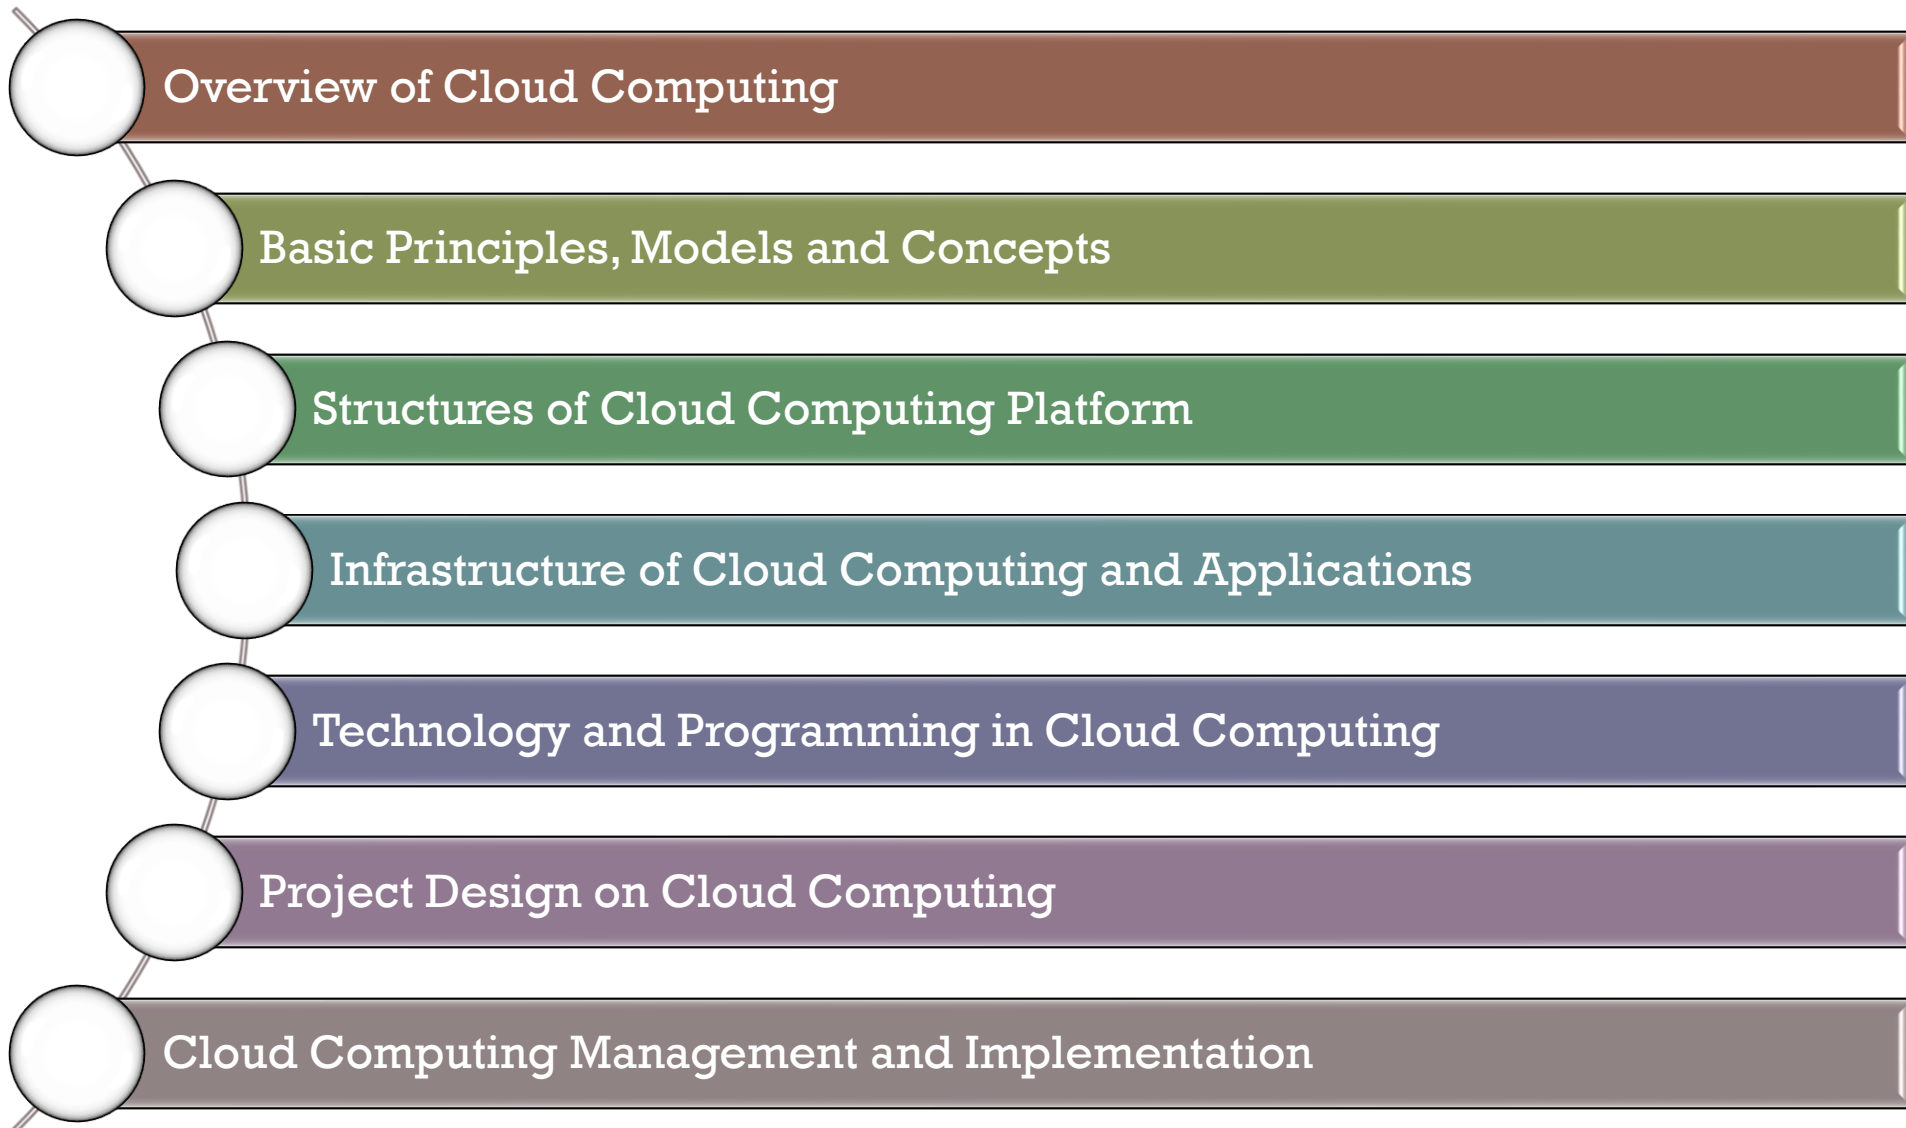 Overview of Cloud Computing
Basic Principles, Models and Concepts
Structures of Cloud Computing Platform
Infrastructure of Cloud Computing and Applications
Technology and Programming in Cloud Computing
Project Design on Cloud Computing
Cloud Computing Management and Implementation